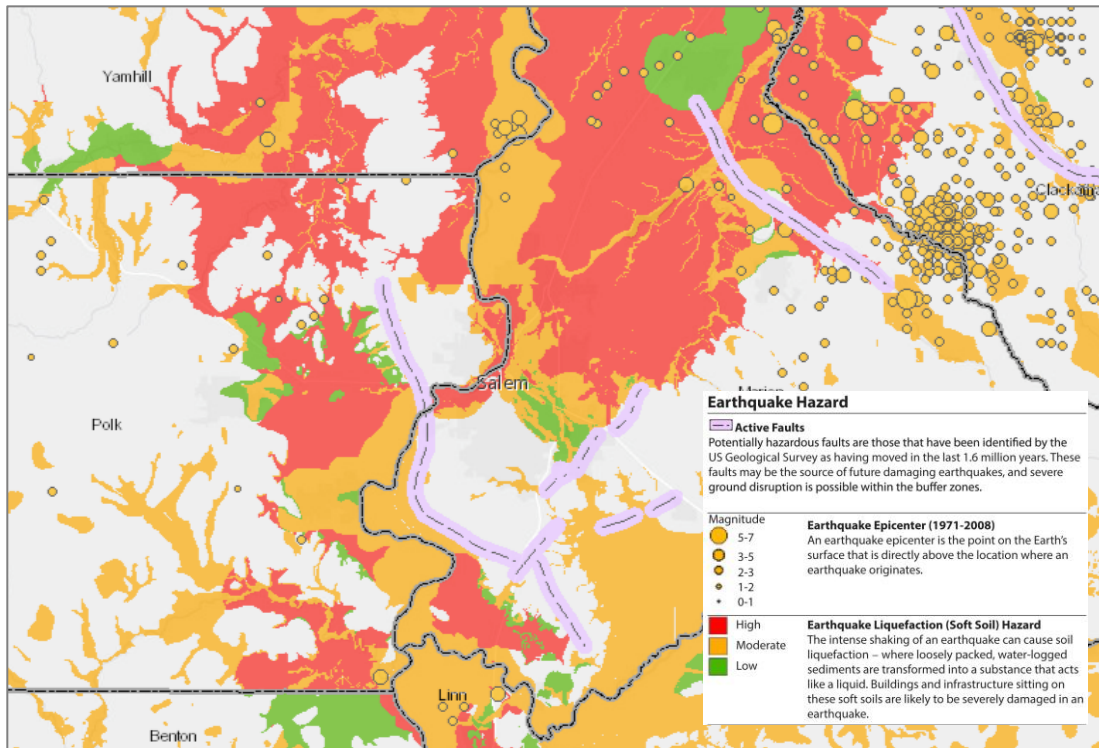 Yamhill
Salem
Polk
Linn
Benton
Earthquake Hazard
Active Faults
Potentially hazardous faults are those that have been identified by the
US Geological Survey as having moved in the last 1.6 million years. These
faults may be the source of future damaging earthquakes, and severe
ground disruption is possible within the buffer zones.
Magnitude
5-7
3-5
2-3
1-2
0-1
Earthquake Epicenter (1971-2008)
An earthquake epicenter is the point on the Earth's
surface that is directly above the location where an
earthquake originates.
High
Moderate
Low
Earthquake Liquefaction (Soft Soil) Hazard
The intense shaking of an earthquake can cause soil
liquefaction – where loosely packed, water-logged
sediments are transformed into a substance that acts
like a liquid. Buildings and infrastructure sitting on
these soft soils are likely to be severely damaged in an
earthquake.